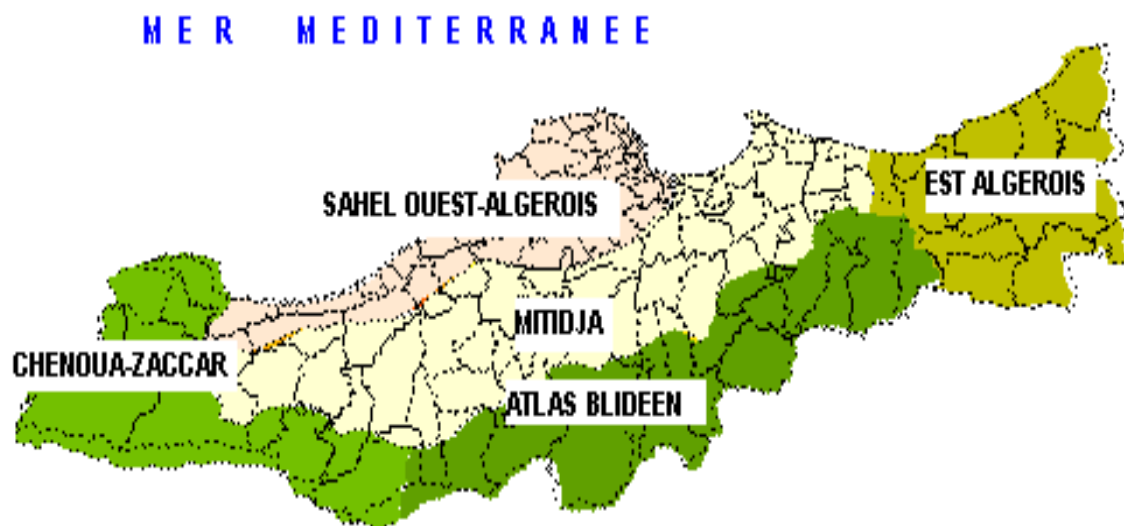 MER MEDITERRANEE
EST ALGEROIS
SAHEL OUEST-ALGEROIS
MITIDJA
CHENOUA-ZACCAR
ATLAS BLIDEEN